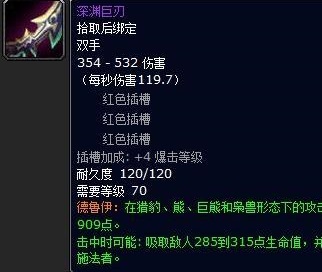 深渊巨刃
拾取后绑定
双手
354 - 532 伤害
（每秒伤害119.7）
红色插槽
红色插槽
红色插槽
插槽加成: +4 爆击等级
耐久度 120/120
需要等级 70
德鲁伊：在猎豹、熊、巨熊和枭兽形态下的攻击
909点。
击中时可能: 吸取敌人285到315点生命值，并
施法者。